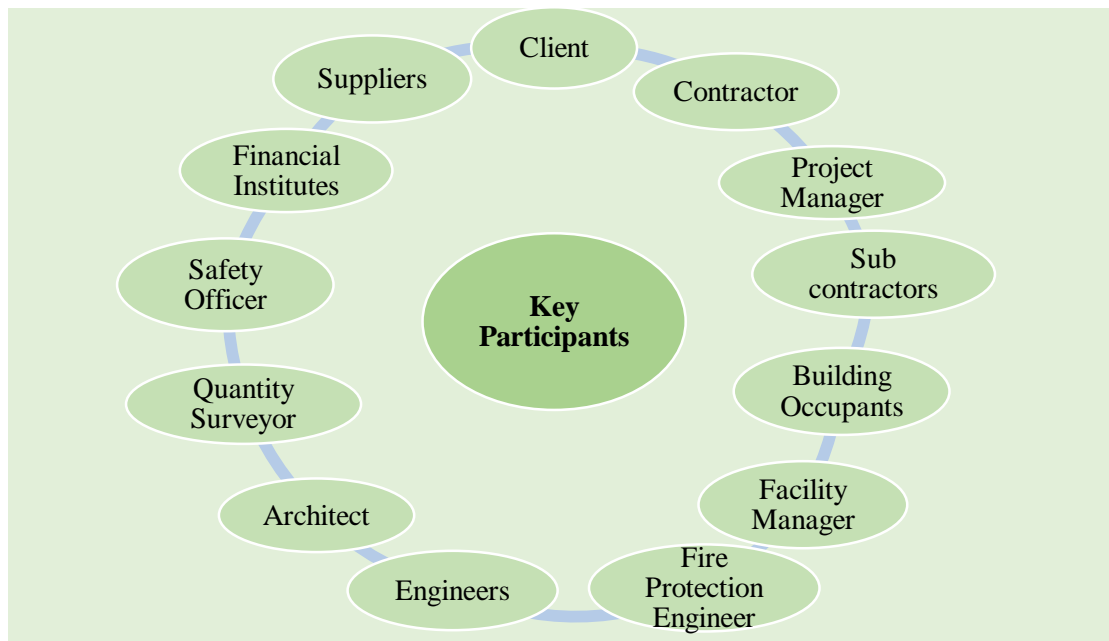 Client
Contractor
Project
Manager
Sub
contractors
Building
Occupants
Facility
Manager
Fire
Protection
Engineer
Engineers
Architect
Quantity
Surveyor
Safety
Officer
Financial
Institutes
Suppliers
Key
Participants